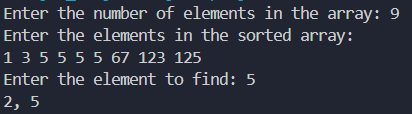 Enter the number of elements in the array: 9
Enter the elements in the sorted array:
1 3 5 5 5 5 67 123 125
Enter the element to find: 5
2, 5